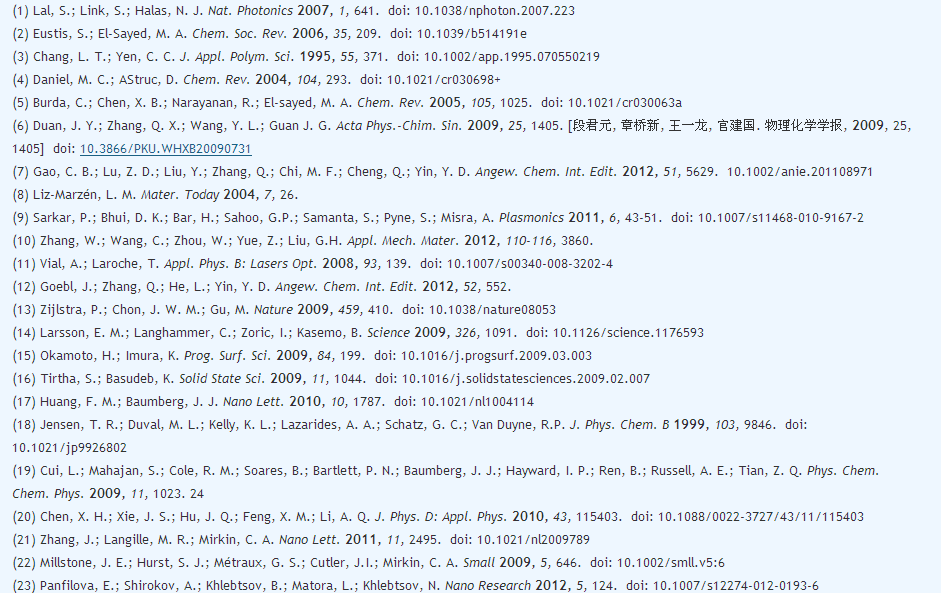 (1) Lal, S.; Link, S.; Halas, N. J. Nat. Photonics 2007, 1, 641. doi: 10.1038/nphoton.2007.223
(2) Eustis, S.; El-Sayed, M. A. Chem. Soc. Rev. 2006, 35, 209. doi: 10.1039/b514191e
(3) Chang, L. T.; Yen, C. C. J. Appl. Polym. Sci. 1995, 55, 371. doi: 10.1002/app.1995.070550219
(4) Daniel, M. C.; AStruc, D. Chem. Rev. 2004, 104, 293. doi: 10.1021/cr030698+
(5) Burda, C.; Chen, X. B.; Narayanan, R.; El-sayed, M. A. Chem. Rev. 2005, 105, 1025. doi: 10.1021/cr030063a
(6) Duan, J. Y.; Zhang, Q. X.; Wang, Y. L.; Guan J. G. Acta Phys.-Chim. Sin. 2009, 25, 1405. [段君元, 章桥新, 王一龙, 官建国. 物理化学学报, 2009, 25,
1405] doi: 10.3866/PKU.WHXB20090731
(7) Gao, C. B.; Lu, Z. D.; Liu, Y.; Zhang, Q.; Chi, M. F.; Cheng, Q.; Yin, Y. D. Angew. Chem. Int. Edit. 2012, 51, 5629. 10.1002/anie.201108971
(8) Liz-Marzén, L. M. Mater. Today 2004, 7, 26.
(9) Sarkar, P.; Bhui, D. K.; Bar, H.; Sahoo, G.P.; Samanta, S.; Pyne, S.; Misra, A. Plasmonics 2011, 6, 43-51. doi: 10.1007/s11468-010-9167-2
(10) Zhang, W.; Wang, C.; Zhou, W.; Yue, Z.; Liu, G.H. Appl. Mech. Mater. 2012, 110-116, 3860.
(11) Vial, A.; Laroche, T. Appl. Phys. B: Lasers Opt. 2008, 93, 139. doi: 10.1007/s00340-008-3202-4
(12) Goebl, J.; Zhang, Q.; He, L.; Yin, Y. D. Angew. Chem. Int. Edit. 2012, 52, 552.
(13) Zijlstra, P.; Chon, J. W. M.; Gu, M. Nature 2009, 459, 410. doi: 10.1038/nature08053
(14) Larsson, E. M.; Langhammer, C.; Zoric, I.; Kasemo, B. Science 2009, 326, 1091. doi: 10.1126/science.1176593
(15) Okamoto, H.; Imura, K. Prog. Surf. Sci. 2009, 84, 199. doi: 10.1016/j.progsurf.2009.03.003
(16) Tirtha, S.; Basudeb, K. Solid State Sci. 2009, 11, 1044. doi: 10.1016/j.solidstatesciences.2009.02.007
(17) Huang, F. M.; Baumberg, J. J. Nano Lett. 2010, 10, 1787. doi: 10.1021/nl1004114
(18) Jensen, T. R.; Duval, M. L.; Kelly, K. L.; Lazarides, A. A.; Schatz, G. C.; Van Duyne, R.P. J. Phys. Chem. B 1999, 103, 9846. doi:
10.1021/jp9926802
(19) Cui, L.; Mahajan, S.; Cole, R. M.; Soares, B.; Bartlett, P. N.; Baumberg, J. J.; Hayward, I. P.; Ren, B.; Russell, A. E.; Tian, Z. Q. Phys. Chem.
Chem. Phys. 2009, 11, 1023. 24
(20) Chen, X. H.; Xie, J. S.; Hu, J. Q.; Feng, X. M.; Li, A. Q. J. Phys. D: Appl. Phys. 2010, 43, 115403. doi: 10.1088/0022-3727/43/11/115403
(21) Zhang, J.; Langille, M. R.; Mirkin, C. A. Nano Lett. 2011, 11, 2495. doi: 10.1021/nl2009789
(22) Millstone, J. E.; Hurst, S. J.; Métraux, G. S.; Cutler, J.I.; Mirkin, C. A. Small 2009, 5, 646. doi: 10.1002/smll.v5:6
(23) Panfilova, E.; Shirokov, A.; Khlebtsov, B.; Matora, L.; Khlebtsov, N. Nano Research 2012, 5, 124. doi: 10.1007/s12274-012-0193-6